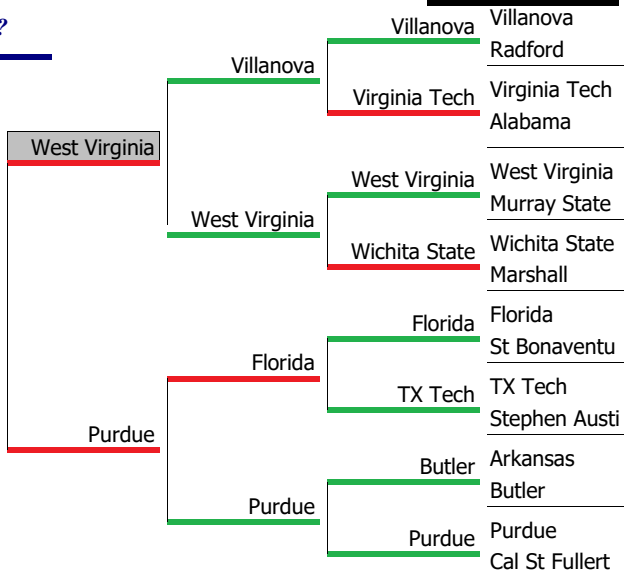 ?
West Virginia
Purdue
Villanova
West Virginia
Florida
Purdue
Villanova
Virginia Tech
West Virginia
Wichita State
Florida
TX Tech
Butler
Purdue
Villanova
Radford
Virginia Tech
Alabama
West Virginia
Murray State
Wichita State
Marshall
Florida
St Bonaventu
TX Tech
Stephen Austi
Arkansas
Butler
Purdue
Cal St Fullert